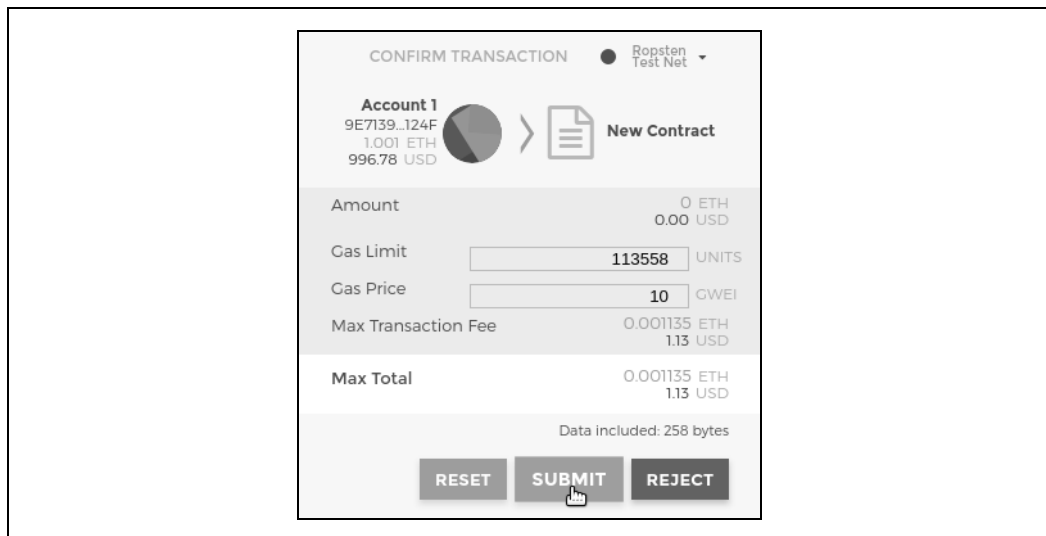 CONFIRM TRANSACTION
Ropsten
Test Net
Account 1
9E7139...124F
1.001 ETH
996.78 USD
New Contract
Amount
0 ETH
0.00 USD
Gas Limit
113558 UNITS
Gas Price
10 GWEI
Max Transaction Fee
0.001135 ETH
1.13 USD
Max Total
0.001135 ETH
1.13 USD
Data included: 258 bytes
RESET SUBMIT REJECT